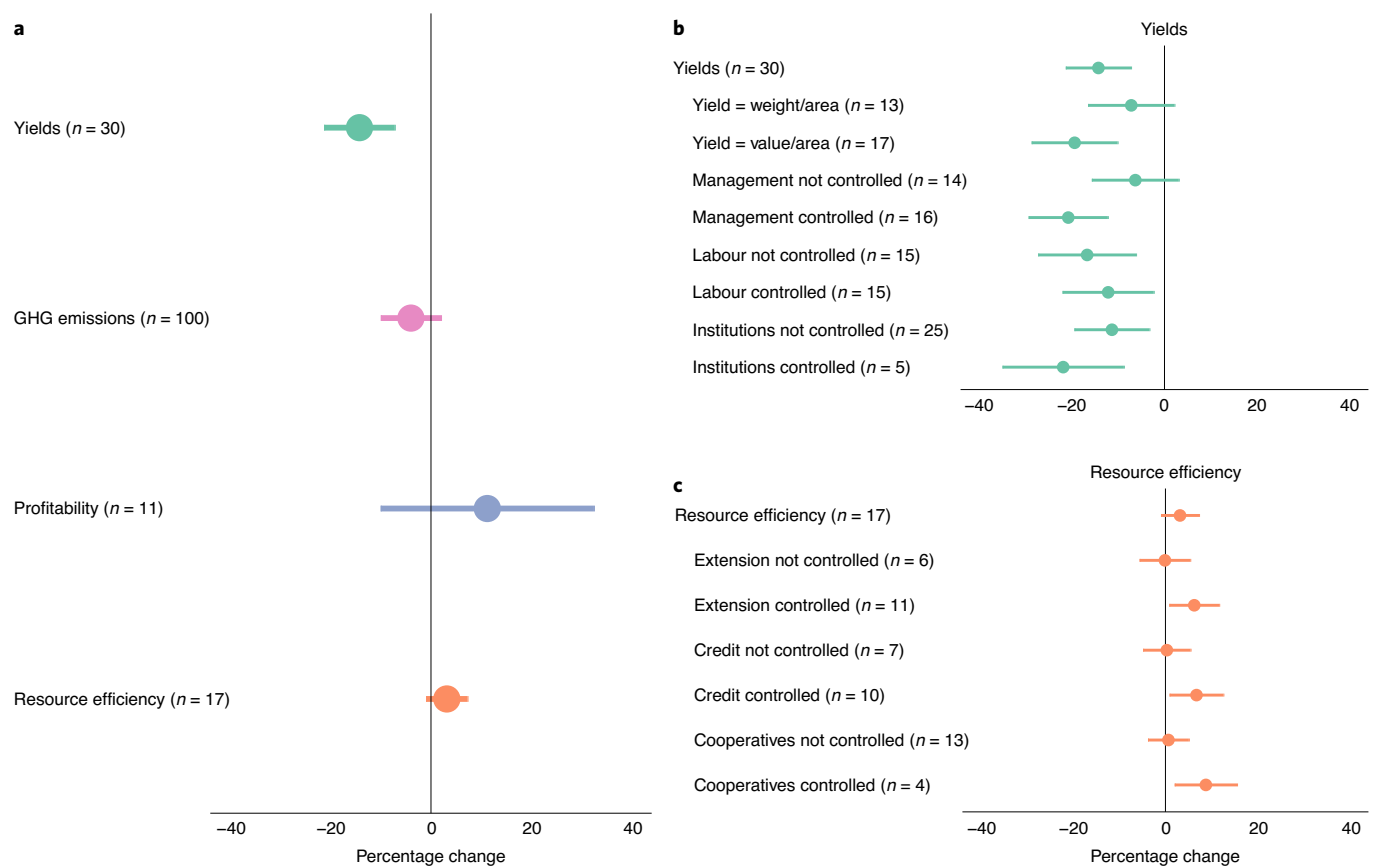 a
Yields (n = 30)
GHG emissions (n = 100)
Profitability (n = 11)
Resource efficiency (n = 17)
−40 −20 0 20 40
Percentage change
b
Yields
Yields (n = 30)
Yield = weight/area (n = 13)
Yield = value/area (n = 17)
Management not controlled (n = 14)
Management controlled (n = 16)
Labour not controlled (n = 15)
Labour controlled (n = 15)
Institutions not controlled (n = 25)
Institutions controlled (n = 5)
−40 −20 0 20 40
c
Resource efficiency
Resource efficiency (n = 17)
Extension not controlled (n = 6)
Extension controlled (n = 11)
Credit not controlled (n = 7)
Credit controlled (n = 10)
Cooperatives not controlled (n = 13)
Cooperatives controlled (n = 4)
−40 −20 0 20 40
Percentage change